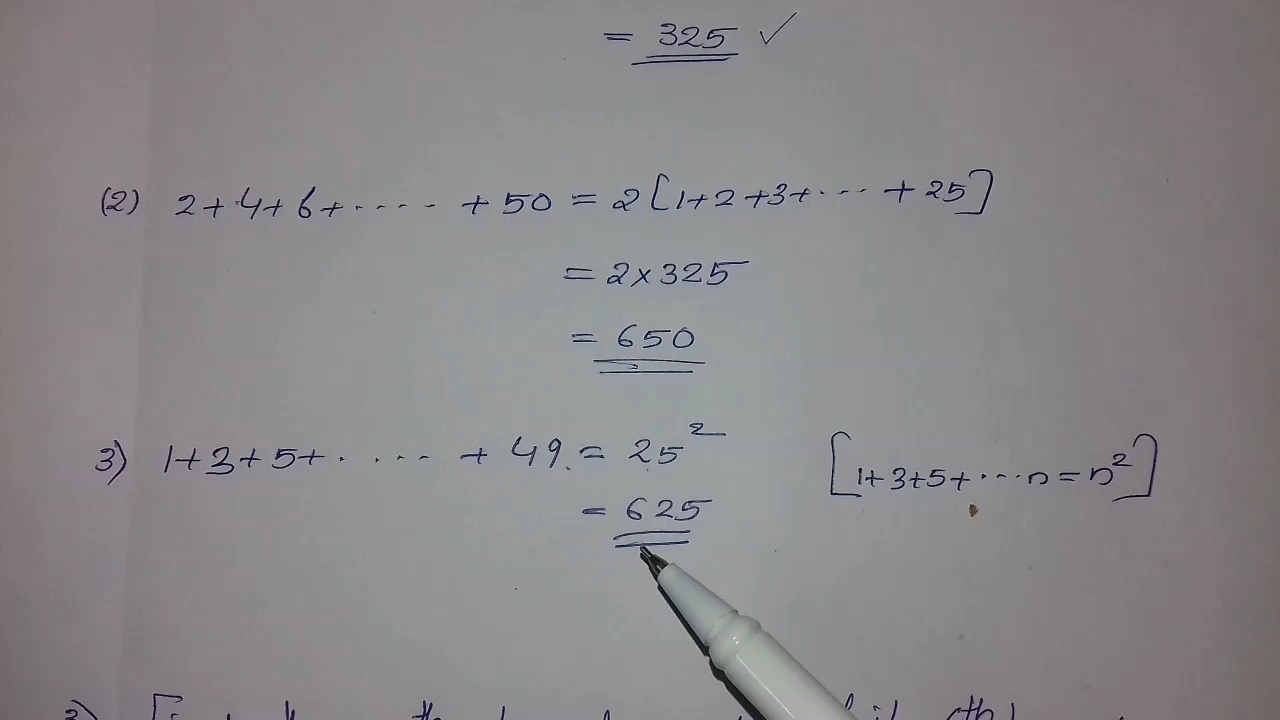 = 325 ✓
(2) 2+4+6+ ···· +50 = 2[1+2+3+ ··· +25]
= 2×325
= 650
3) 1+3+5+ ···· + 49 = 25² [1+3+5+ ··· n = n²]
= 625
3)